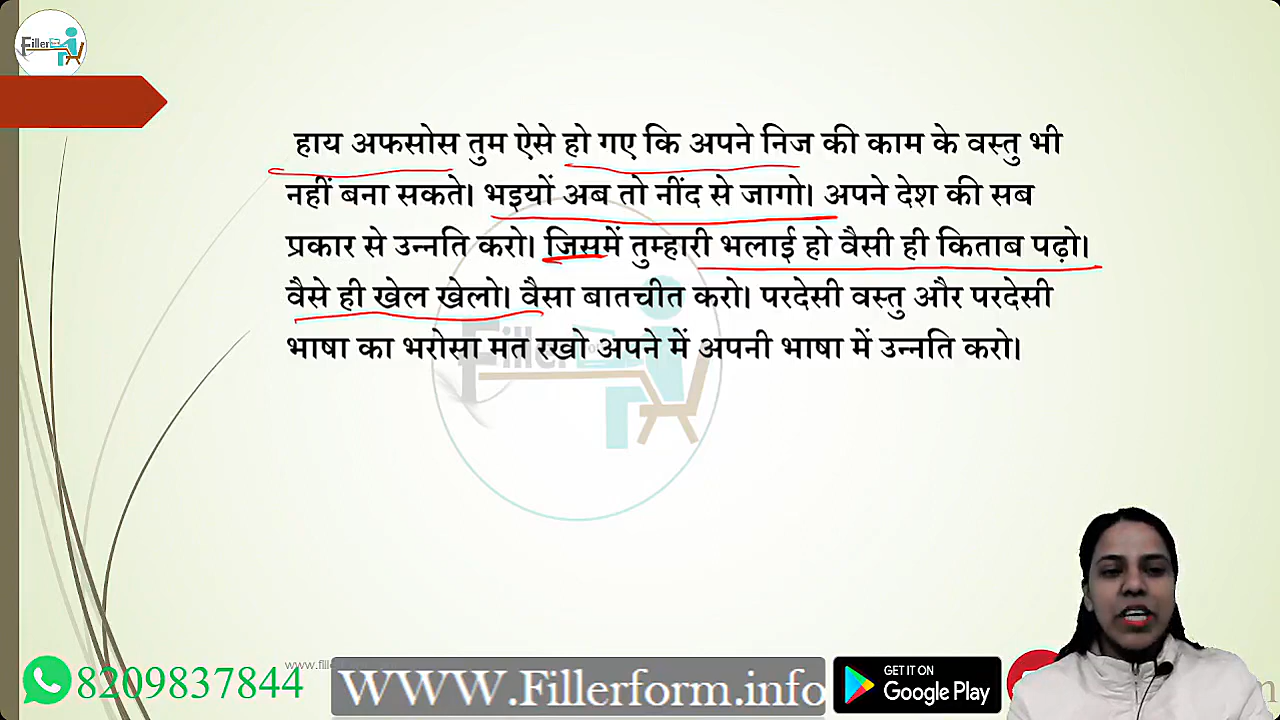 Fillerform
हाय अफसोस तुम ऐसे हो गए कि अपने निज की काम के वस्तु भी
नहीं बना सकते। भइयों अब तो नींद से जागो। अपने देश की सब
प्रकार से उन्नति करो। जिसमें तुम्हारी भलाई हो वैसी ही किताब पढ़ो।
वैसे ही खेल खेलो। वैसा बातचीत करो। परदेसी वस्तु और परदेसी
भाषा का भरोसा मत रखो अपने में अपनी भाषा में उन्नति करो।
8209837844
WWW.Fillerform.info
GET IT ON
Google Play